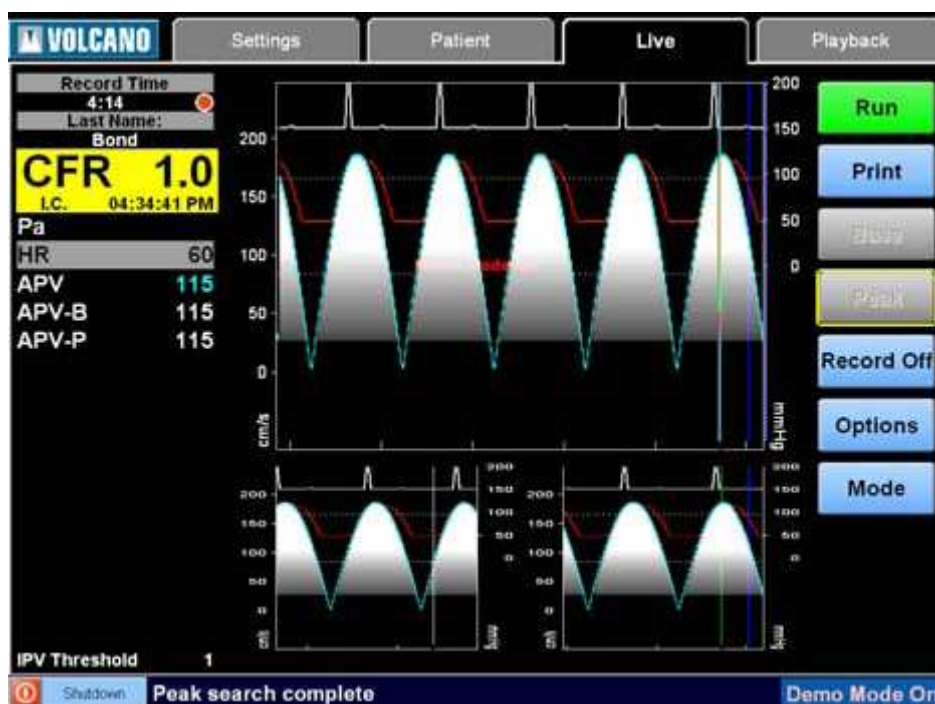 VOLCANO
Settings
Patient
Live
Playback
Record Time
4:14
Last Name:
Bond
CFR 1.0
I.C. 04:34:41 PM
Pa
HR 60
APV 115
APV-B 115
APV-P 115
IPV Threshold 1
200
150
100
50
0
cm/s
200
150
100
50
0
mmHg
200
150
100
50
0
200
150
100
50
0
200
150
100
50
0
200
150
100
50
0
Run
Print
Peak
Record Off
Options
Mode
Shutdown
Peak search complete
Demo Mode On